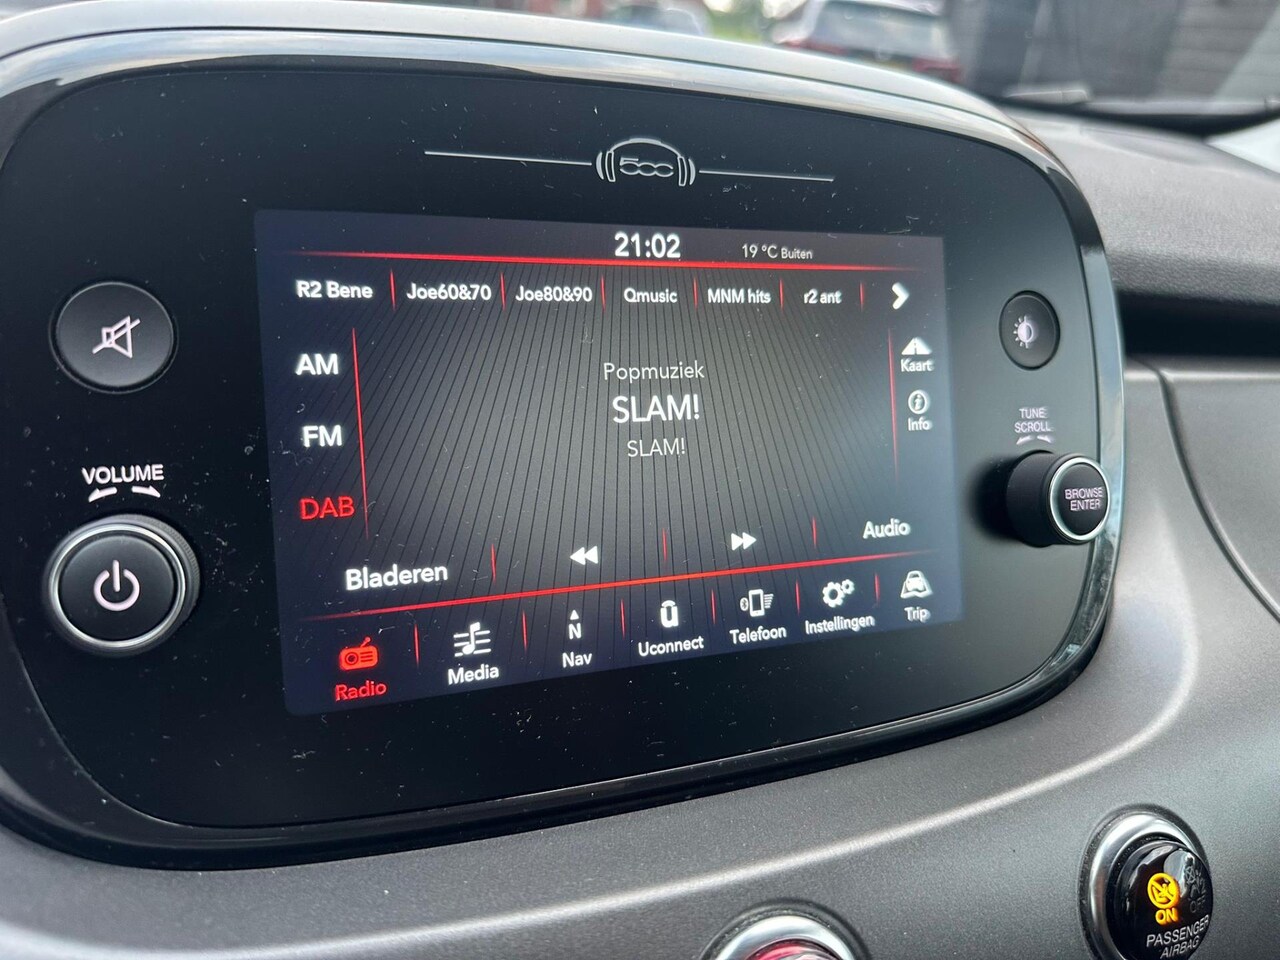 500
21:02 19 °C Buiten
R2 Bene Joe60&70 Joe80&90 Qmusic MNM hits r2 ant
AM
FM
DAB
Popmuziek
SLAM!
SLAM!
Kaart
Info
Bladeren
Audio
Radio Media Nav Uconnect Telefoon Instellingen Trip
N
VOLUME
TUNE
SCROLL
BROWSE
ENTER
ON
OFF
PASSENGER
AIRBAG